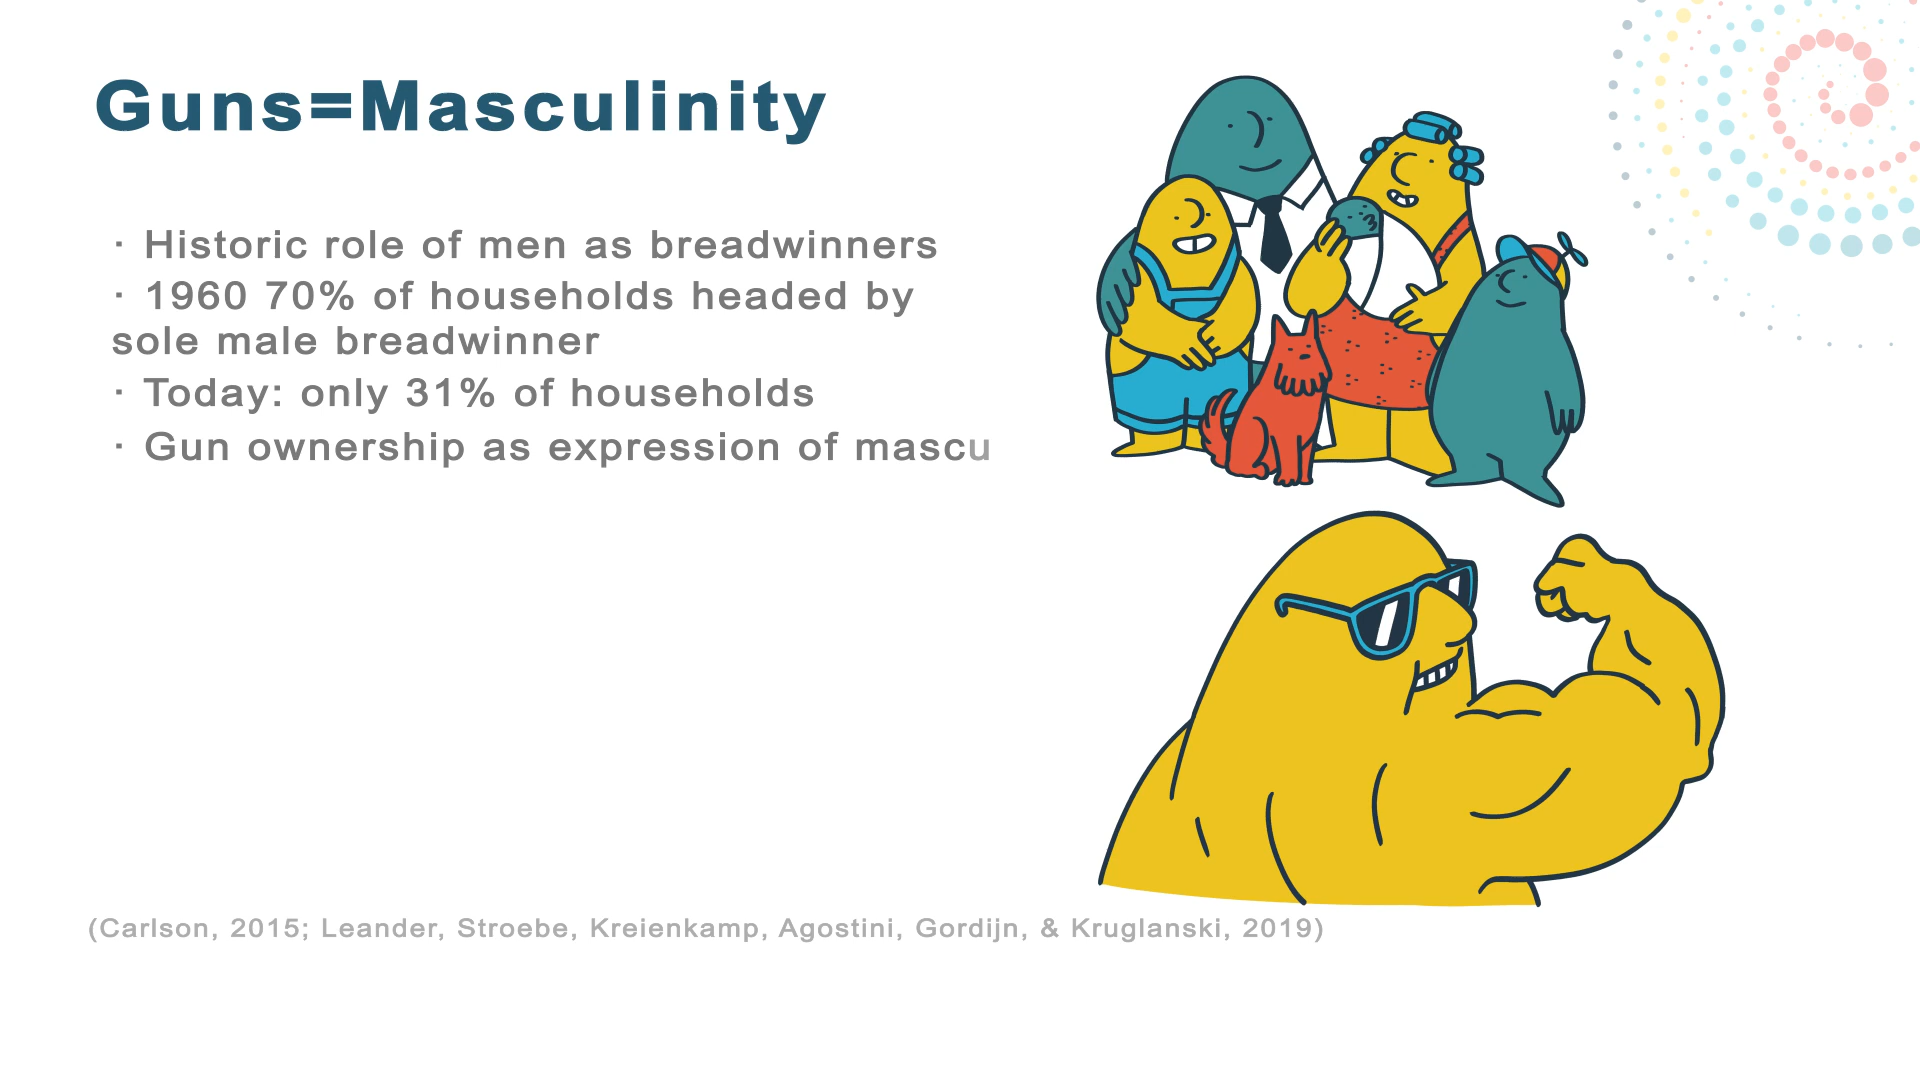 Guns=Masculinity
· Historic role of men as breadwinners
· 1960 70% of households headed by
sole male breadwinner
· Today: only 31% of households
· Gun ownership as expression of mascu
(Carlson, 2015; Leander, Stroebe, Kreienkamp, Agostini, Gordijn, & Kruglanski, 2019)